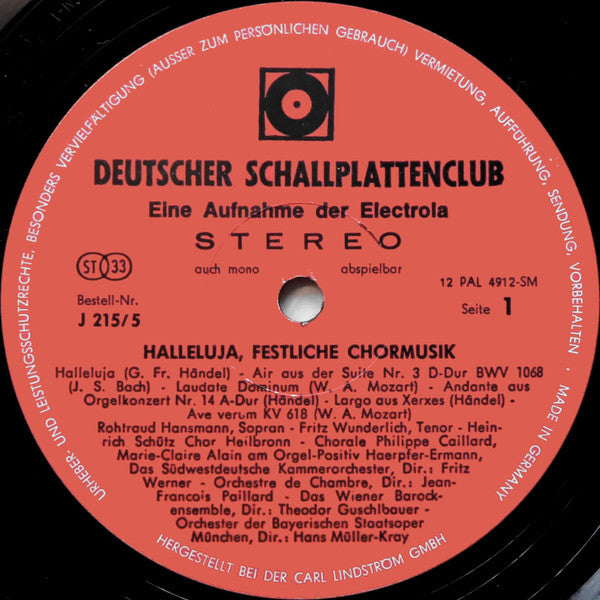 URHEBER- UND LEISTUNGSSCHUTZRECHTE, BESONDERS VERVIELFÄLTIGUNG (AUSSER ZUM PERSÖNLICHEN GEBRAUCH) VERMIETUNG, AUFFÜHRUNG, SENDUNG, VORBEHALTEN · MADE IN GERMANY
DEUTSCHER SCHALLPLATTENCLUB
Eine Aufnahme der Electrola
STEREO
auch mono abspielbar
ST 33
12 PAL 4912-SM
Bestell-Nr.
J 215/5
Seite 1
HALLELUJA, FESTLICHE CHORMUSIK
Halleluja (G. Fr. Händel) - Air aus der Suite Nr. 3 D-Dur BWV 1068
(J. S. Bach) - Laudate Dominum (W. A. Mozart) - Andante aus
Orgelkonzert Nr. 14 A-Dur (Händel) - Largo aus Xerxes (Händel) -
Ave verum KV 618 (W. A. Mozart)
Rohtraud Hansmann, Sopran - Fritz Wunderlich, Tenor - Hein-
rich Schütz Chor Heilbronn - Chorale Philippe Caillard,
Marie-Claire Alain am Orgel-Positiv Haerpfer-Ermann,
Das Südwestdeutsche Kammerorchester, Dir.: Fritz
Werner - Orchestre de Chambre, Dir.: Jean-
Francois Paillard - Das Wiener Barock-
ensemble, Dir.: Theodor Guschlbauer -
Orchester der Bayerischen Staatsoper
München, Dir.: Hans Müller-Kray
HERGESTELLT BEI DER CARL LINDSTRÖM GMBH